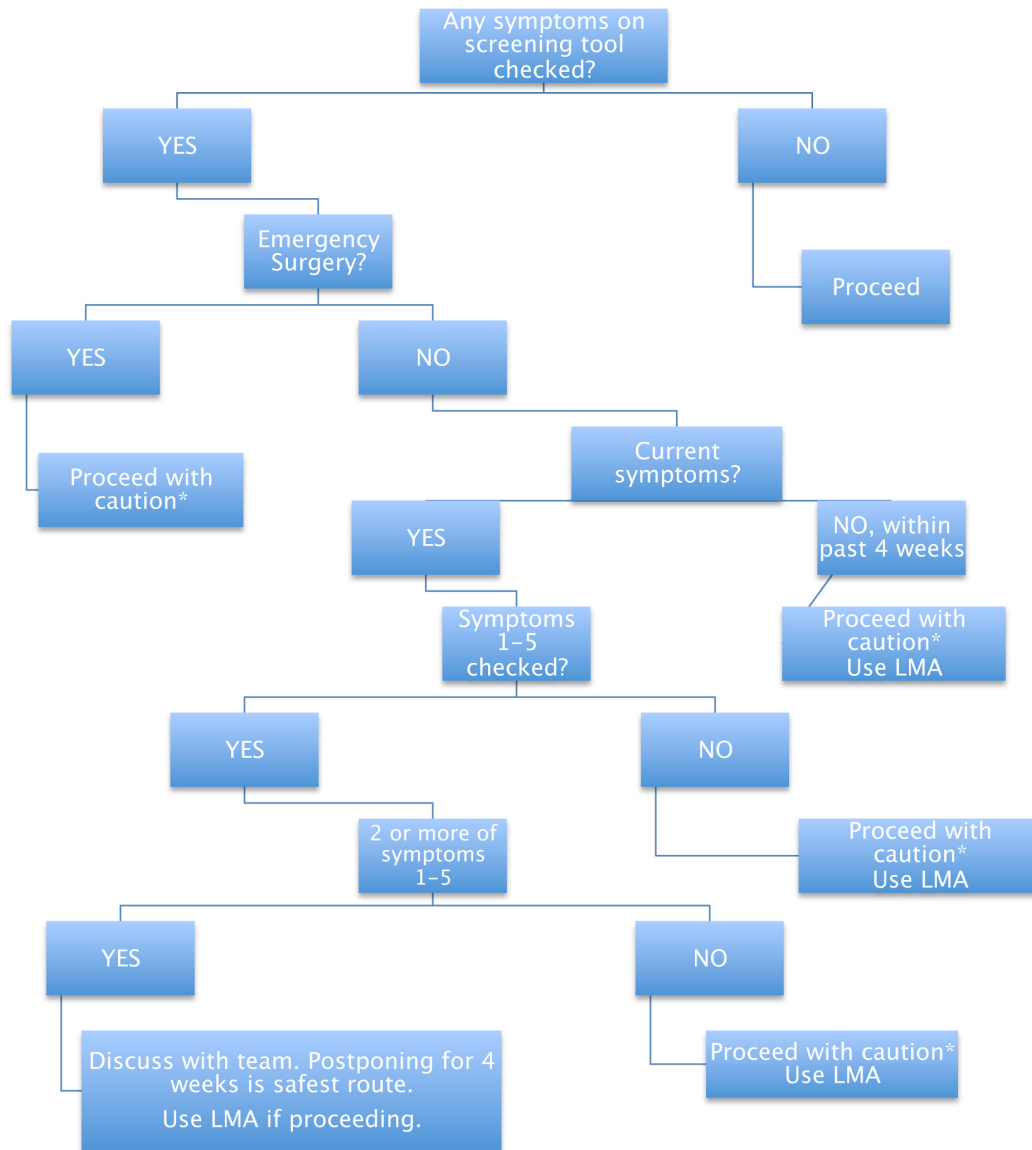 Any symptoms on
screening tool
checked?
YES
NO
Emergency
Surgery?
Proceed
YES
NO
Current
symptoms?
Proceed with
caution*
YES
NO, within
past 4 weeks
Symptoms
1–5
checked?
Proceed with
caution*
Use LMA
YES
NO
2 or more of
symptoms
1–5
Proceed with
caution*
Use LMA
YES
NO
Discuss with team. Postponing for 4
weeks is safest route.
Use LMA if proceeding.
Proceed with caution*
Use LMA